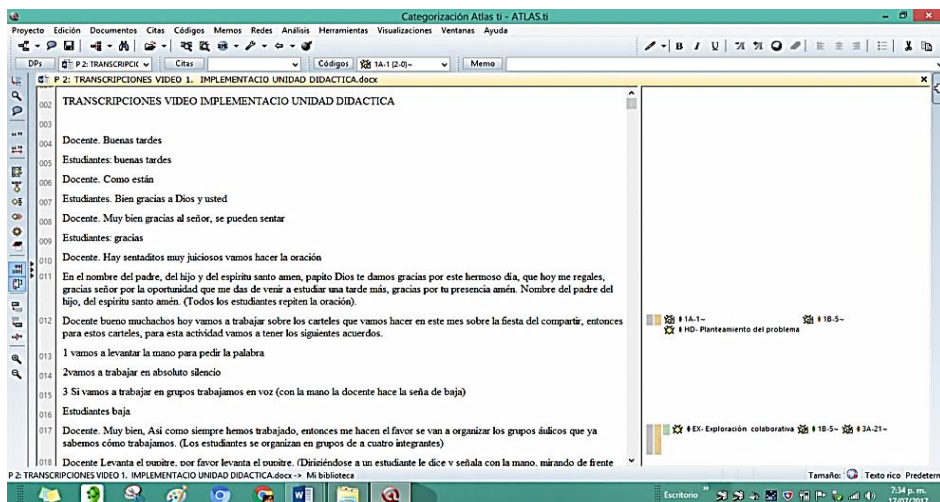 Categorización Atlas ti - ATLAS.ti
Proyecto Edición Documentos Citas Códigos Memos Redes Análisis Herramientas Visualizaciones Ventanas Ayuda
B I U
DPs P 2: TRANSCRIPCIC Citas Códigos 1A-1 {2-0}~ Memo
P 2: TRANSCRIPCIONES VIDEO 1. IMPLEMENTACIO UNIDAD DIDACTICA.docx
002 TRANSCRIPCIONES VIDEO IMPLEMENTACIO UNIDAD DIDACTICA
003
004 Docente. Buenas tardes
005 Estudiantes: buenas tardes
006 Docente. Como están
007 Estudiantes. Bien gracias a Dios y usted
008 Docente. Muy bien gracias al señor, se pueden sentar
009 Estudiantes: gracias
010 Docente. Hay sentaditos muy juiciosos vamos hacer la oración
011 En el nombre del padre, del hijo y del espiritu santo amen, papito Dios te damos gracias por este hermoso día, que hoy me regales,
gracias señor por la oportunidad que me das de venir a estudiar una tarde más, gracias por tu presencia amén. Nombre del padre del
hijo, del espiritu santo amén. (Todos los estudiantes repiten la oración).
012 Docente bueno muchachos hoy vamos a trabajar sobre los carteles que vamos hacer en este mes sobre la fiesta del compartir, entonces
para estos carteles, para esta actividad vamos a tener los siguientes acuerdos.
1A-1~ 1B-5~
HD- Planteamiento del problema
013 1 vamos a levantar la mano para pedir la palabra
014 2vamos a trabajar en absoluto silencio
015 3 Si vamos a trabajar en grupos trabajamos en voz (con la mano la docente hace la seña de baja)
016 Estudiantes baja
017 Docente. Muy bien, Así como siempre hemos trabajado, entonces me hacen el favor se van a organizar los grupos áulicos que ya
sabemos cómo trabajamos. (Los estudiantes se organizan en grupos de a cuatro integrantes)
EX- Exploración colaborativa 1B-5~ 3A-21~
018 Docente Levanta el pupitre, por favor levanta el pupitre. (Dirigiéndose a un estudiante le dice y señala con la mano, mirando de frente
P 2: TRANSCRIPCIONES VIDEO 1. IMPLEMENTACIO UNIDAD DIDACTICA.docx -> Mi biblioteca Tamaño: Texto rico Predeterm
Escritorio 7:34 p. m.
17/07/2017